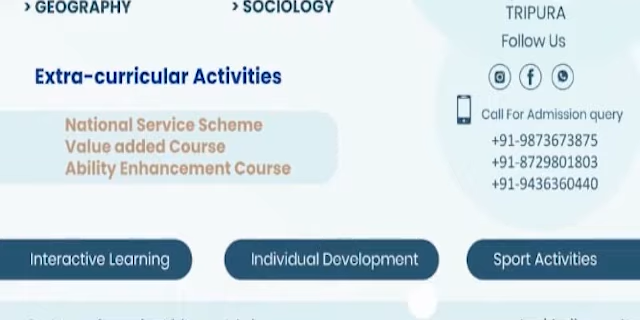 > GEOGRAPHY
> SOCIOLOGY
Extra-curricular Activities
National Service Scheme
Value added Course
Ability Enhancement Course
TRIPURA
Follow Us
Call For Admission query
+91-9873673875
+91-8729801803
+91-9436360440
Interactive Learning
Individual Development
Sport Activities